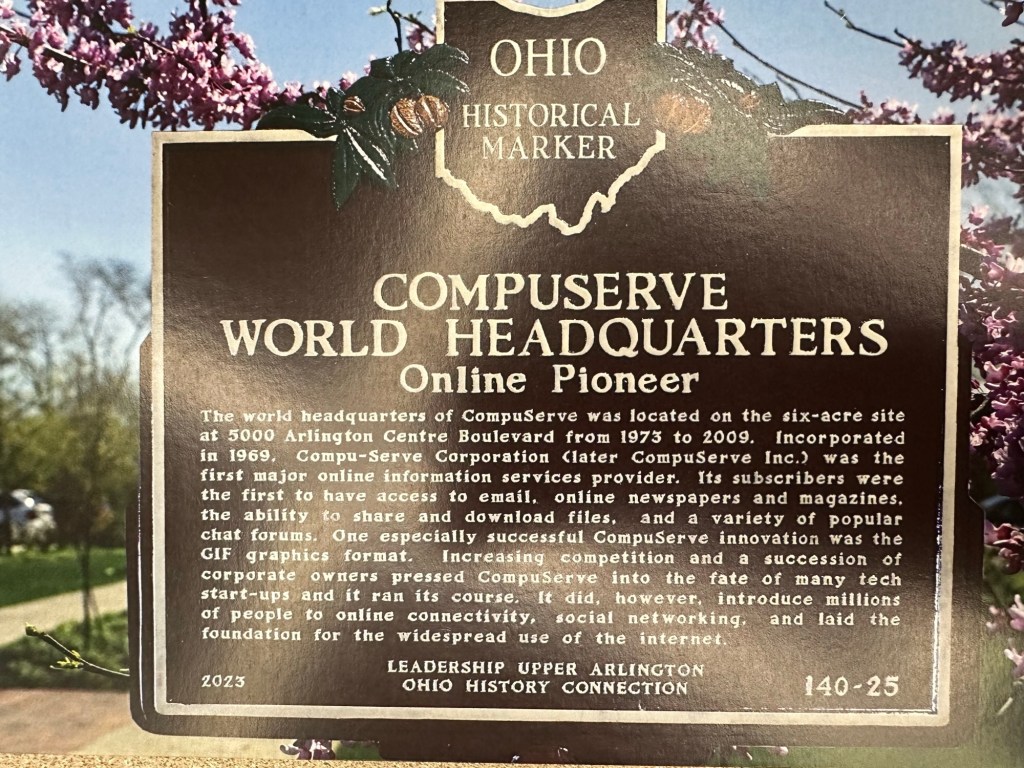 OHIO
HISTORICAL
MARKER
COMPUSERVE
WORLD HEADQUARTERS
Online Pioneer
The world headquarters of CompuServe was located on the six-acre site
at 5000 Arlington Centre Boulevard from 1973 to 2009. Incorporated
in 1969, Compu-Serve Corporation (later CompuServe Inc.) was the
first major online information services provider. Its subscribers were
the first to have access to email, online newspapers and magazines,
the ability to share and download files, and a variety of popular
chat forums. One especially successful CompuServe innovation was the
GIF graphics format. Increasing competition and a succession of
corporate owners pressed CompuServe into the fate of many tech
start-ups and it ran its course. It did, however, introduce millions
of people to online connectivity, social networking, and laid the
foundation for the widespread use of the internet.
LEADERSHIP UPPER ARLINGTON
2023 OHIO HISTORY CONNECTION 140-25